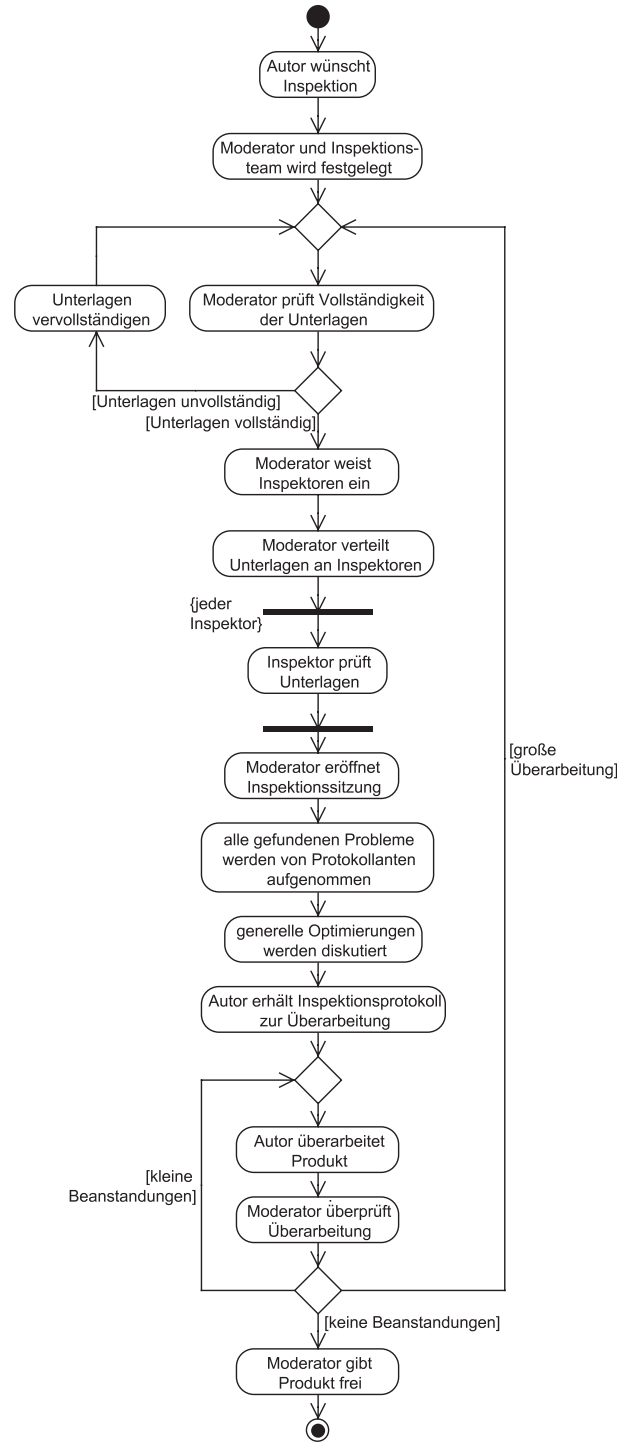 Autor wünscht
Inspektion
Moderator und Inspektions-
team wird festgelegt
Unterlagen
vervollständigen
Moderator prüft Vollständigkeit
der Unterlagen
[Unterlagen unvollständig]
[Unterlagen vollständig]
Moderator weist
Inspektoren ein
Moderator verteilt
Unterlagen an Inspektoren
{jeder
Inspektor}
Inspektor prüft
Unterlagen
Moderator eröffnet
Inspektionssitzung
[große
Überarbeitung]
alle gefundenen Probleme
werden von Protokollanten
aufgenommen
generelle Optimierungen
werden diskutiert
Autor erhält Inspektionsprotokoll
zur Überarbeitung
Autor überarbeitet
Produkt
[kleine
Beanstandungen]
Moderator überprüft
Überarbeitung
[keine Beanstandungen]
Moderator gibt
Produkt frei